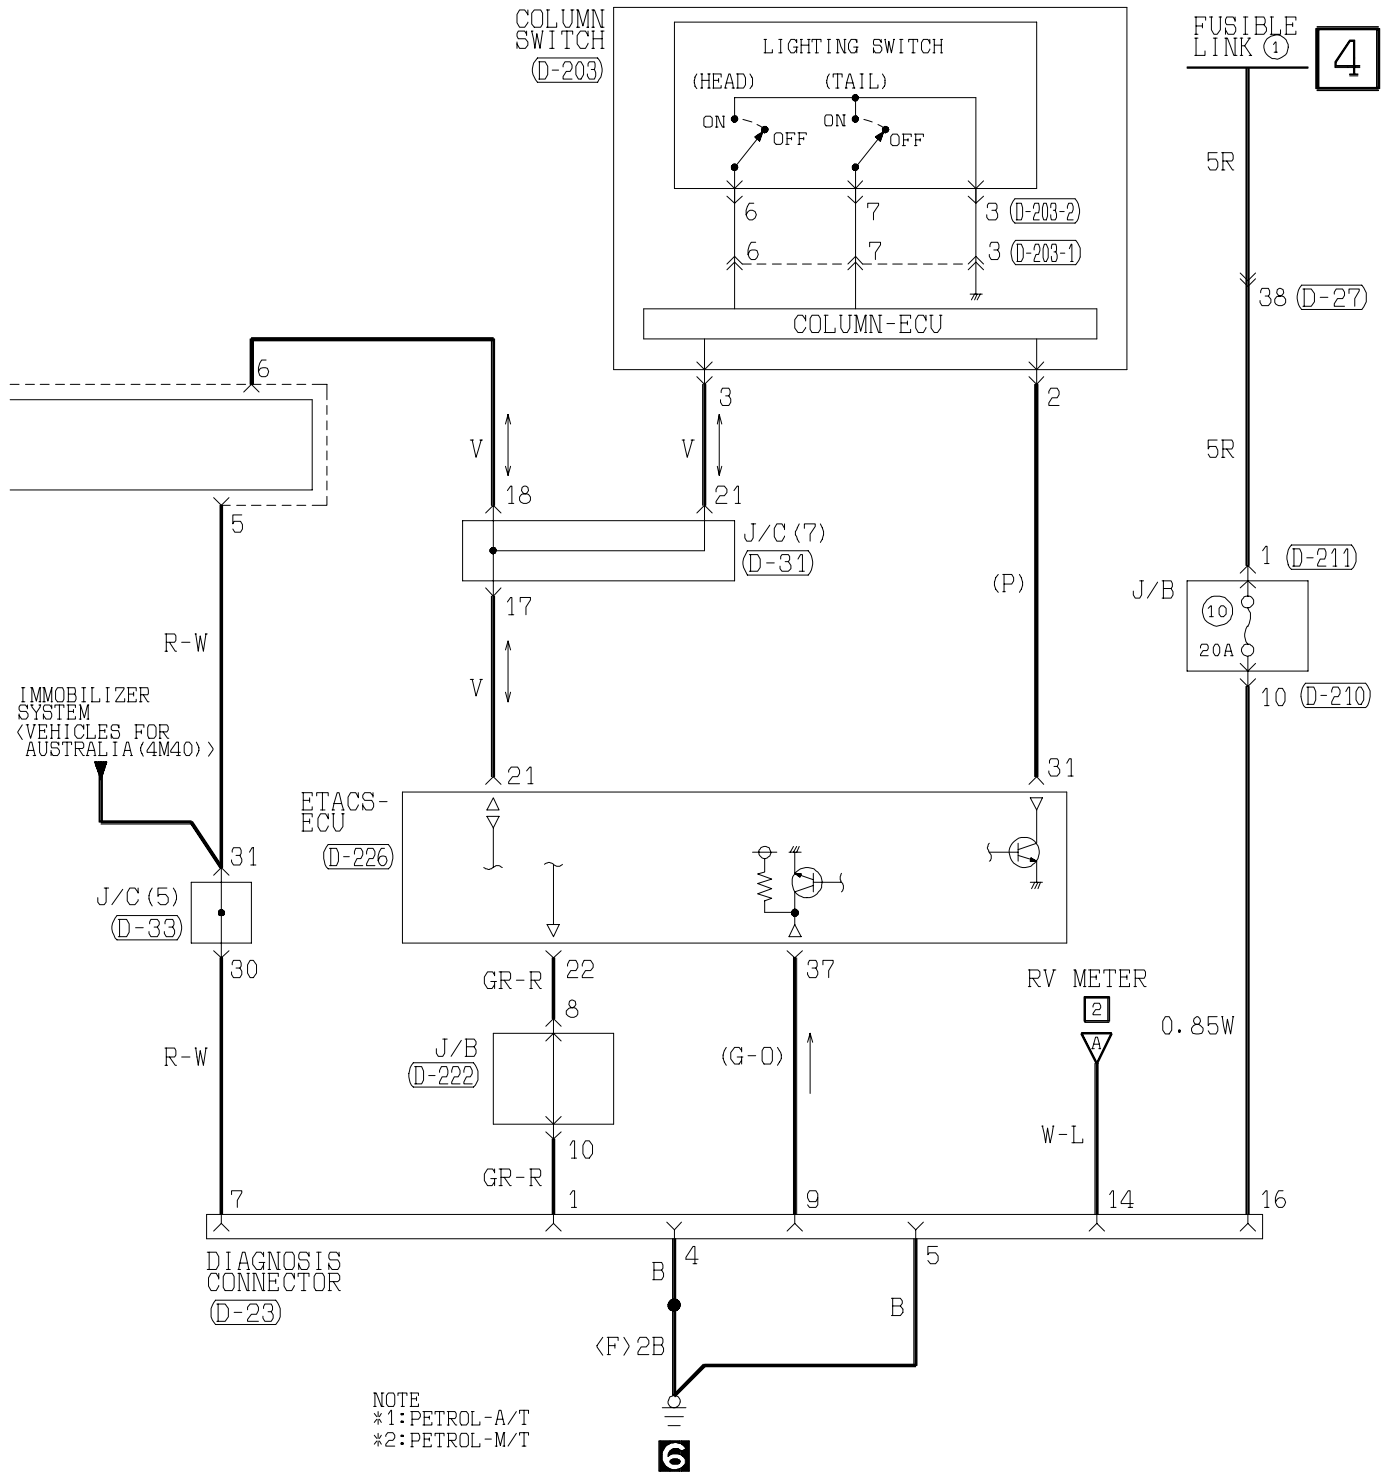 COLUMN
SWITCH
(D-203)
LIGHTING SWITCH
(HEAD)
(TAIL)
ON
OFF
ON
OFF
6
7
3 (D-203-2)
6
7
3 (D-203-1)
COLUMN-ECU
FUSIBLE
LINK ①
4
5R
38 (D-27)
5R
1 (D-211)
J/B
10
20A
10 (D-210)
6
5
3
2
V
V
18
21
J/C(7)
(D-31)
17
(P)
V
R-W
IMMOBILIZER
SYSTEM
<VEHICLES FOR
AUSTRALIA(4M40)>
21
31
ETACS-
ECU
(D-226)
31
J/C(5)
(D-33)
30
22
37
GR-R
8
RV METER
2
A
0.85W
R-W
J/B
(D-222)
(G-O)
10
W-L
GR-R
7
1
9
14
16
DIAGNOSIS
CONNECTOR
(D-23)
4
5
B
B
<F>2B
NOTE
*1:PETROL-A/T
*2:PETROL-M/T
6